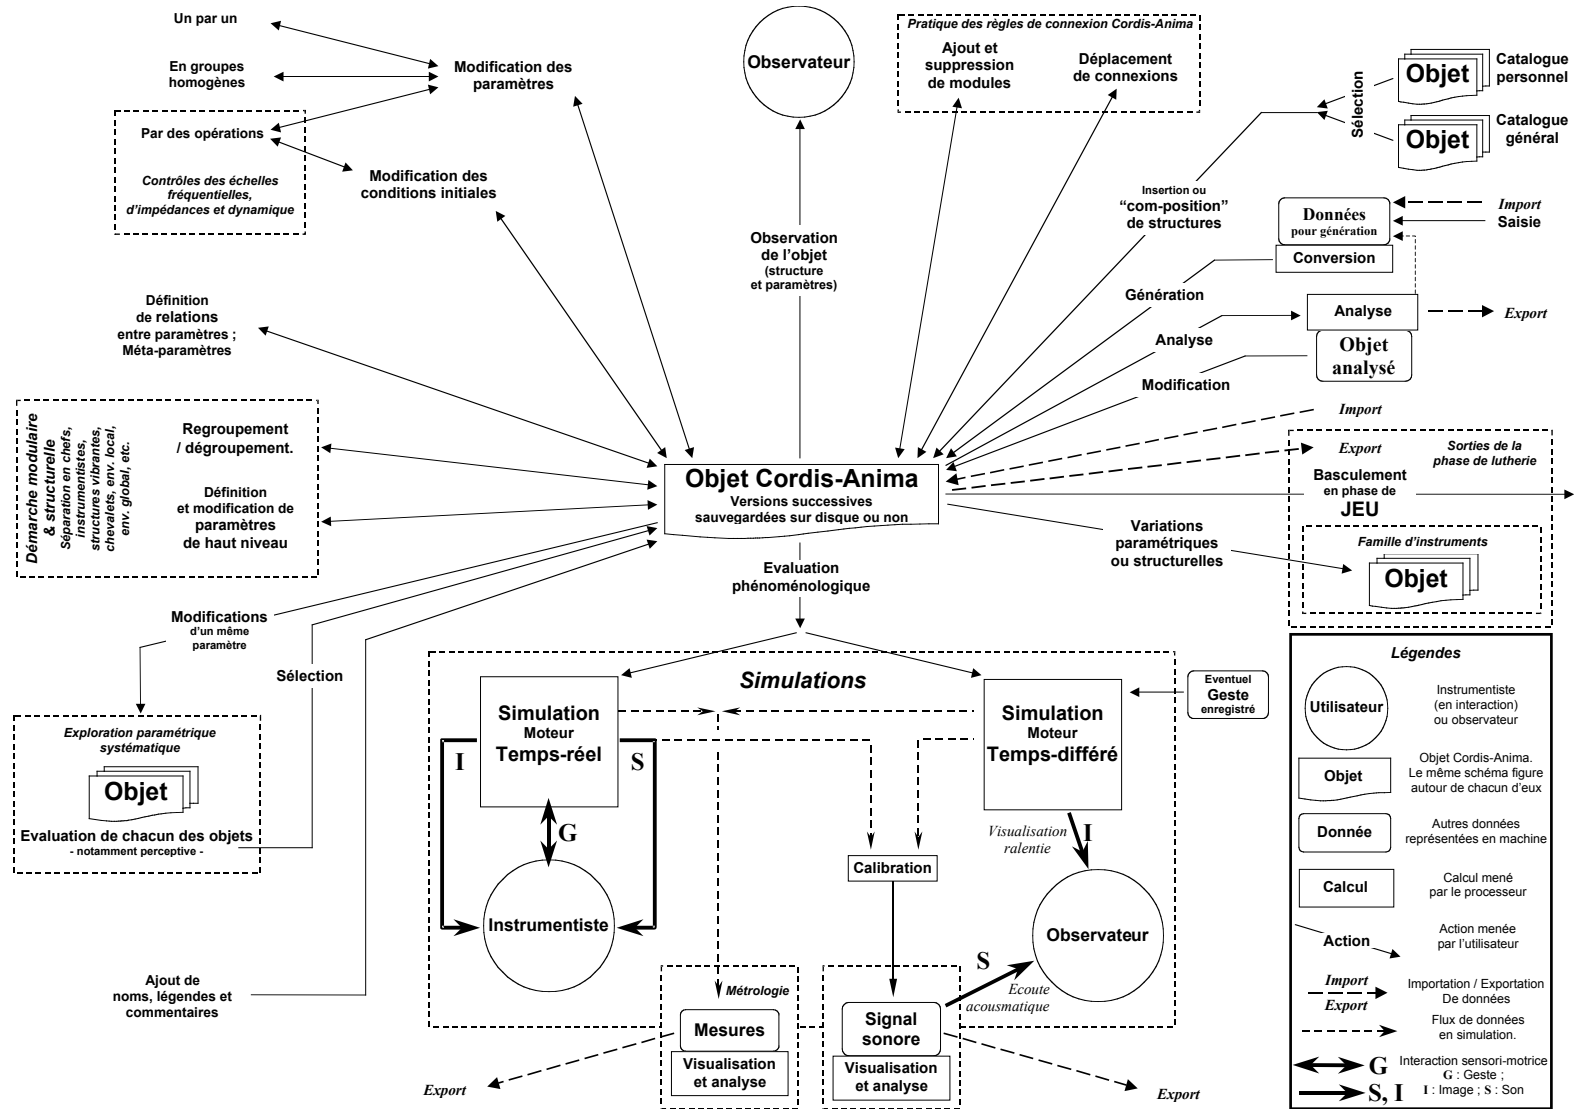 Un par un
En groupes
homogènes
Modification des
paramètres
Par des opérations
Contrôles des échelles
fréquentielles,
d'impédances et dynamique
Modification des
conditions initiales
Observateur
Observation
de l'objet
(structure
et paramètres)
Pratique des règles de connexion Cordis-Anima
Ajout et
suppression
de modules
Déplacement
de connexions
Sélection
Objet
Catalogue
personnel
Objet
Catalogue
général
Insertion ou
“com-position”
de structures
Données
pour génération
Conversion
Import
Saisie
Génération
Analyse
Analyse
Objet
analysé
Export
Modification
Import
Export
Sorties de la
phase de lutherie
Basculement
en phase de
JEU
Variations
paramétriques
ou structurelles
Famille d'instruments
Objet
Définition
de relations
entre paramètres ;
Méta-paramètres
Démarche modulaire
& structurelle
Séparation en chefs,
instrumentistes,
structures vibrantes,
chevalets, env. local,
env. global, etc.
Regroupement
/ dégroupement.
Définition
et modification de
paramètres
de haut niveau
Objet Cordis-Anima
Versions successives
sauvegardées sur disque ou non
Evaluation
phénoménologique
Modifications
d'un même
paramètre
Sélection
Exploration paramétrique
systématique
Objet
Evaluation de chacun des objets
- notamment perceptive -
Ajout de
noms, légendes et
commentaires
Simulations
Simulation
Moteur
Temps-réel
I
S
G
Instrumentiste
Simulation
Moteur
Temps-différé
Eventuel
Geste
enregistré
Visualisation
ralentie
I
Calibration
Observateur
S
Ecoute
acousmatique
Métrologie
Mesures
Visualisation
et analyse
Export
Signal
sonore
Visualisation
et analyse
Export
Légendes
Utilisateur
Instrumentiste
(en interaction)
ou observateur
Objet
Objet Cordis-Anima.
Le même schéma figure
autour de chacun d'eux
Donnée
Autres données
représentées en machine
Calcul
Calcul mené
par le processeur
Action
Action menée
par l'utilisateur
Import
Export
Importation / Exportation
De données
Flux de données
en simulation.
G
Interaction sensori-motrice
G : Geste ;
S, I
I : Image ; S : Son